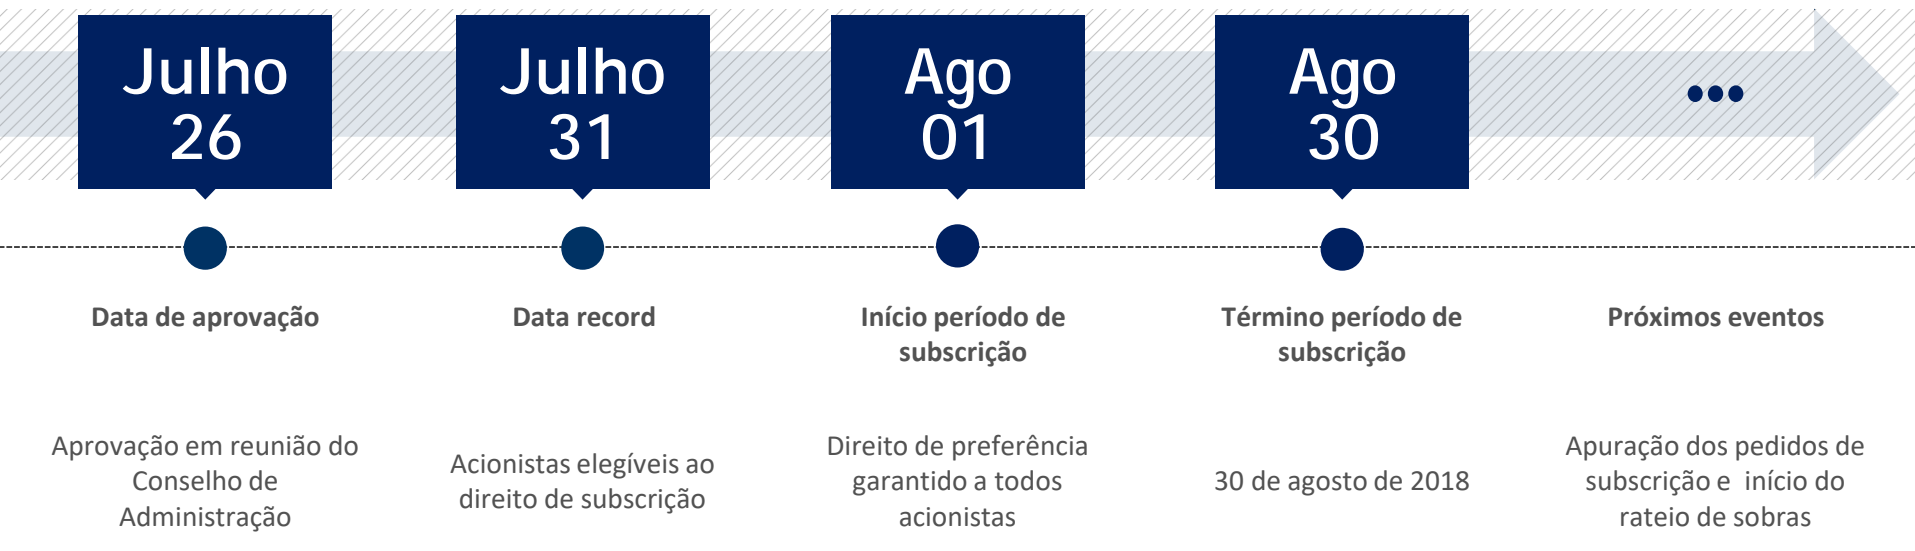 Julho
26
Julho
31
Ago
01
Ago
30
...
Data de aprovação
Data record
Início período de
subscrição
Término período de
subscrição
Próximos eventos
Aprovação em reunião do
Conselho de
Administração
Acionistas elegíveis ao
direito de subscrição
Direito de preferência
garantido a todos
acionistas
30 de agosto de 2018
Apuração dos pedidos de
subscrição e  início do
rateio de sobras